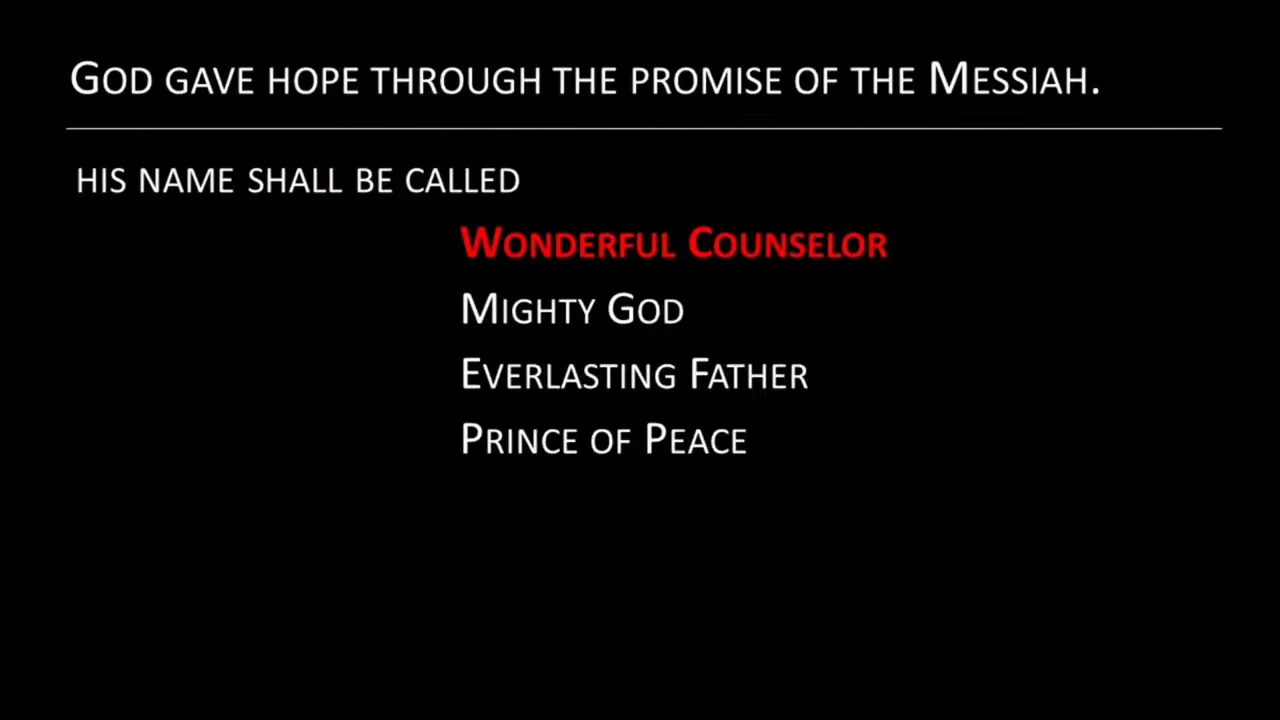 God gave hope through the promise of the Messiah.
his name shall be called
Wonderful Counselor
Mighty God
Everlasting Father
Prince of Peace